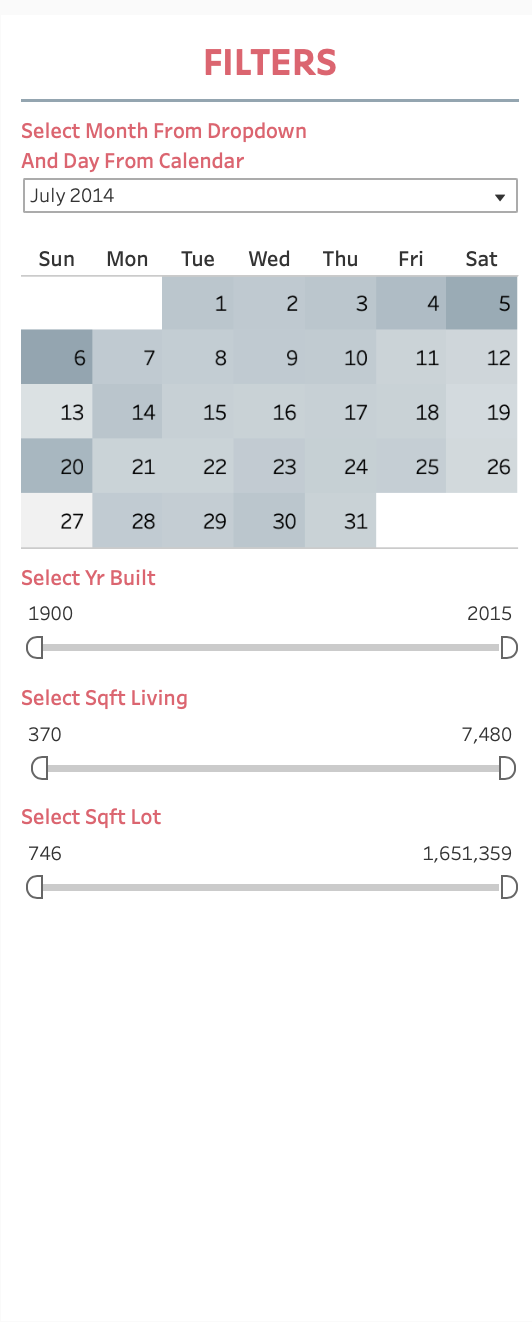 FILTERS
Select Month From Dropdown
And Day From Calendar
July 2014
Sun Mon Tue Wed Thu Fri Sat
1 2 3 4 5
6 7 8 9 10 11 12
13 14 15 16 17 18 19
20 21 22 23 24 25 26
27 28 29 30 31
Select Yr Built
1900 2015
Select Sqft Living
370 7,480
Select Sqft Lot
746 1,651,359